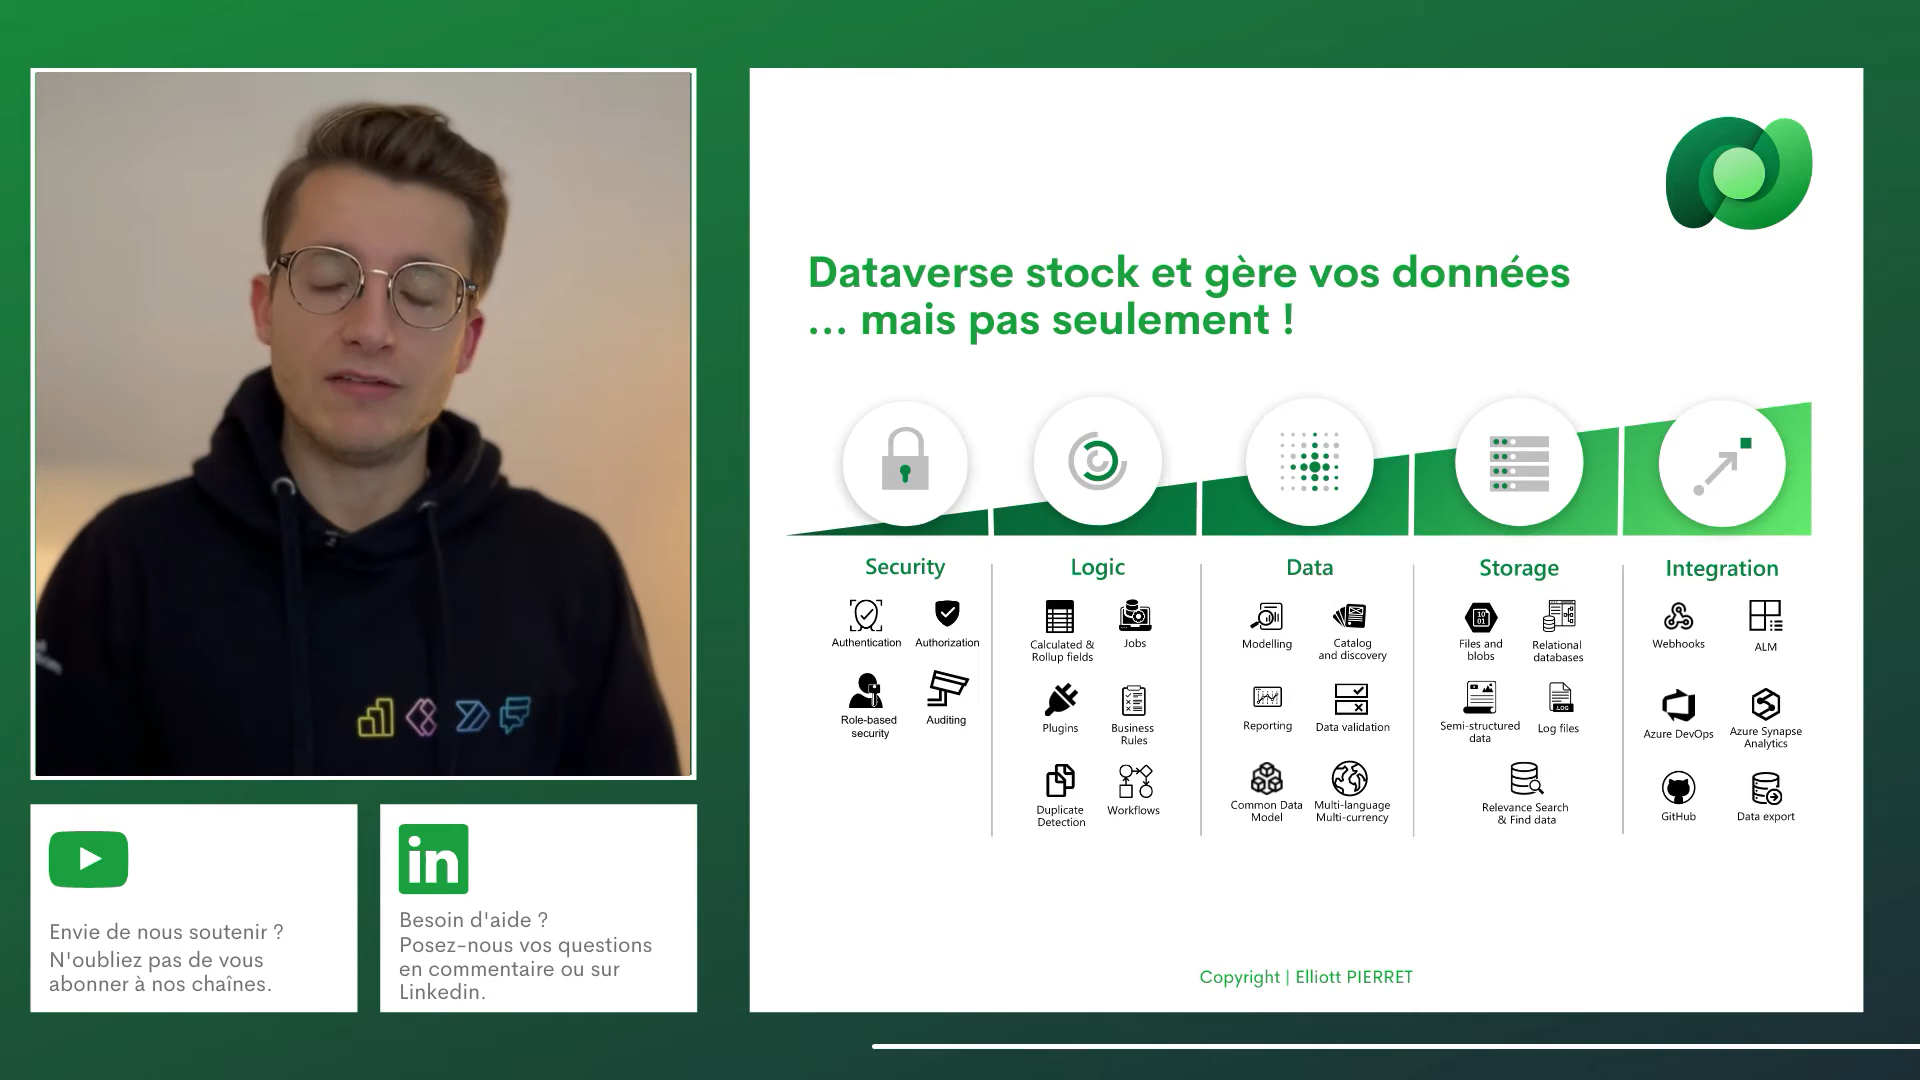 Dataverse stock et gère vos données
... mais pas seulement !
Security
Authentication
Authorization
Role-based
security
Auditing
Logic
Calculated &
Rollup fields
Jobs
Plugins
Business
Rules
Duplicate
Detection
Workflows
Data
Modelling
Catalog
and discovery
Reporting
Data validation
Common Data
Model
Multi-language
Multi-currency
Storage
10
01
Files and
blobs
Relational
databases
Semi-structured
data
.LOG
Log files
Relevance Search
& Find data
Integration
Webhooks
ALM
Azure DevOps
Azure Synapse
Analytics
GitHub
Data export
Copyright | Elliott PIERRET
Envie de nous soutenir ?
N'oubliez pas de vous
abonner à nos chaînes.
in
Besoin d'aide ?
Posez-nous vos questions
en commentaire ou sur
Linkedin.